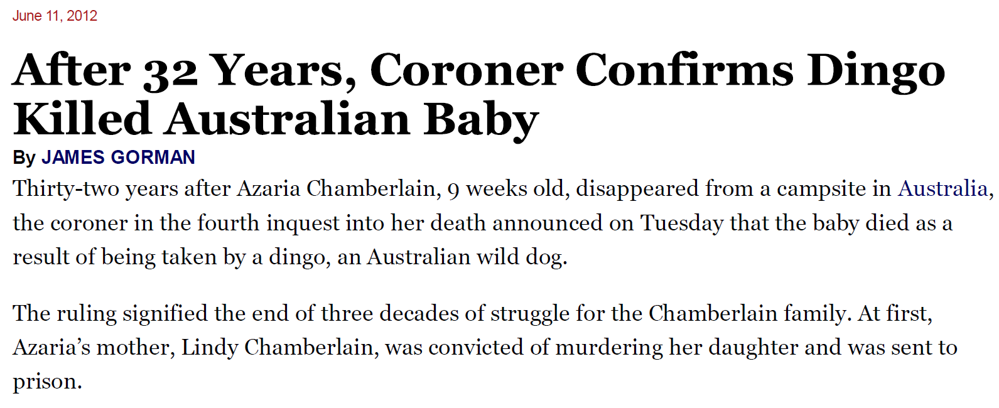 June 11, 2012
After 32 Years, Coroner Confirms Dingo
Killed Australian Baby
By JAMES GORMAN
Thirty-two years after Azaria Chamberlain, 9 weeks old, disappeared from a campsite in Australia,
the coroner in the fourth inquest into her death announced on Tuesday that the baby died as a
result of being taken by a dingo, an Australian wild dog.
The ruling signified the end of three decades of struggle for the Chamberlain family. At first,
Azaria’s mother, Lindy Chamberlain, was convicted of murdering her daughter and was sent to
prison.